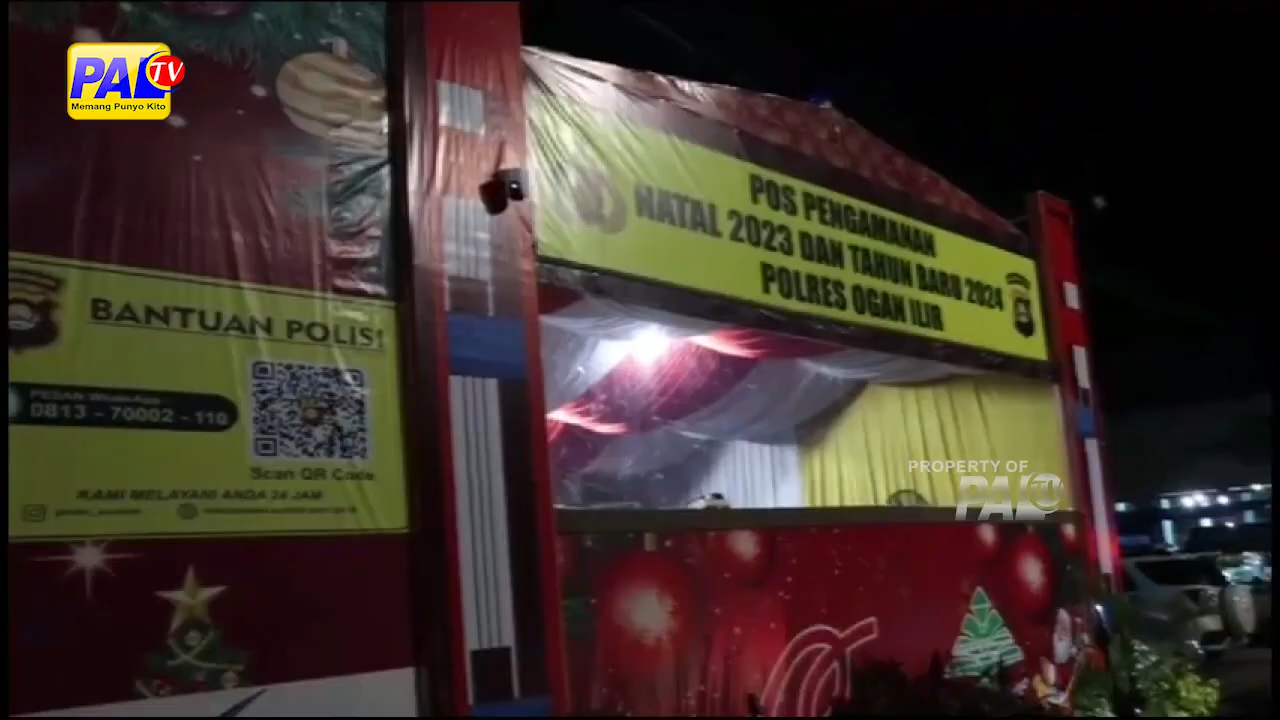 PAL TV
Memang Punyo Kito
POS PENGAMANAN
NATAL 2023 DAN TAHUN BARU 2024
POLRES OGAN ILIR
BANTUAN POLISI
PESAN WhatsApp
0813 - 70002 - 110
Scan QR Code
KAMI MELAYANI ANDA 24 JAM
PROPERTY OF
PAL TV